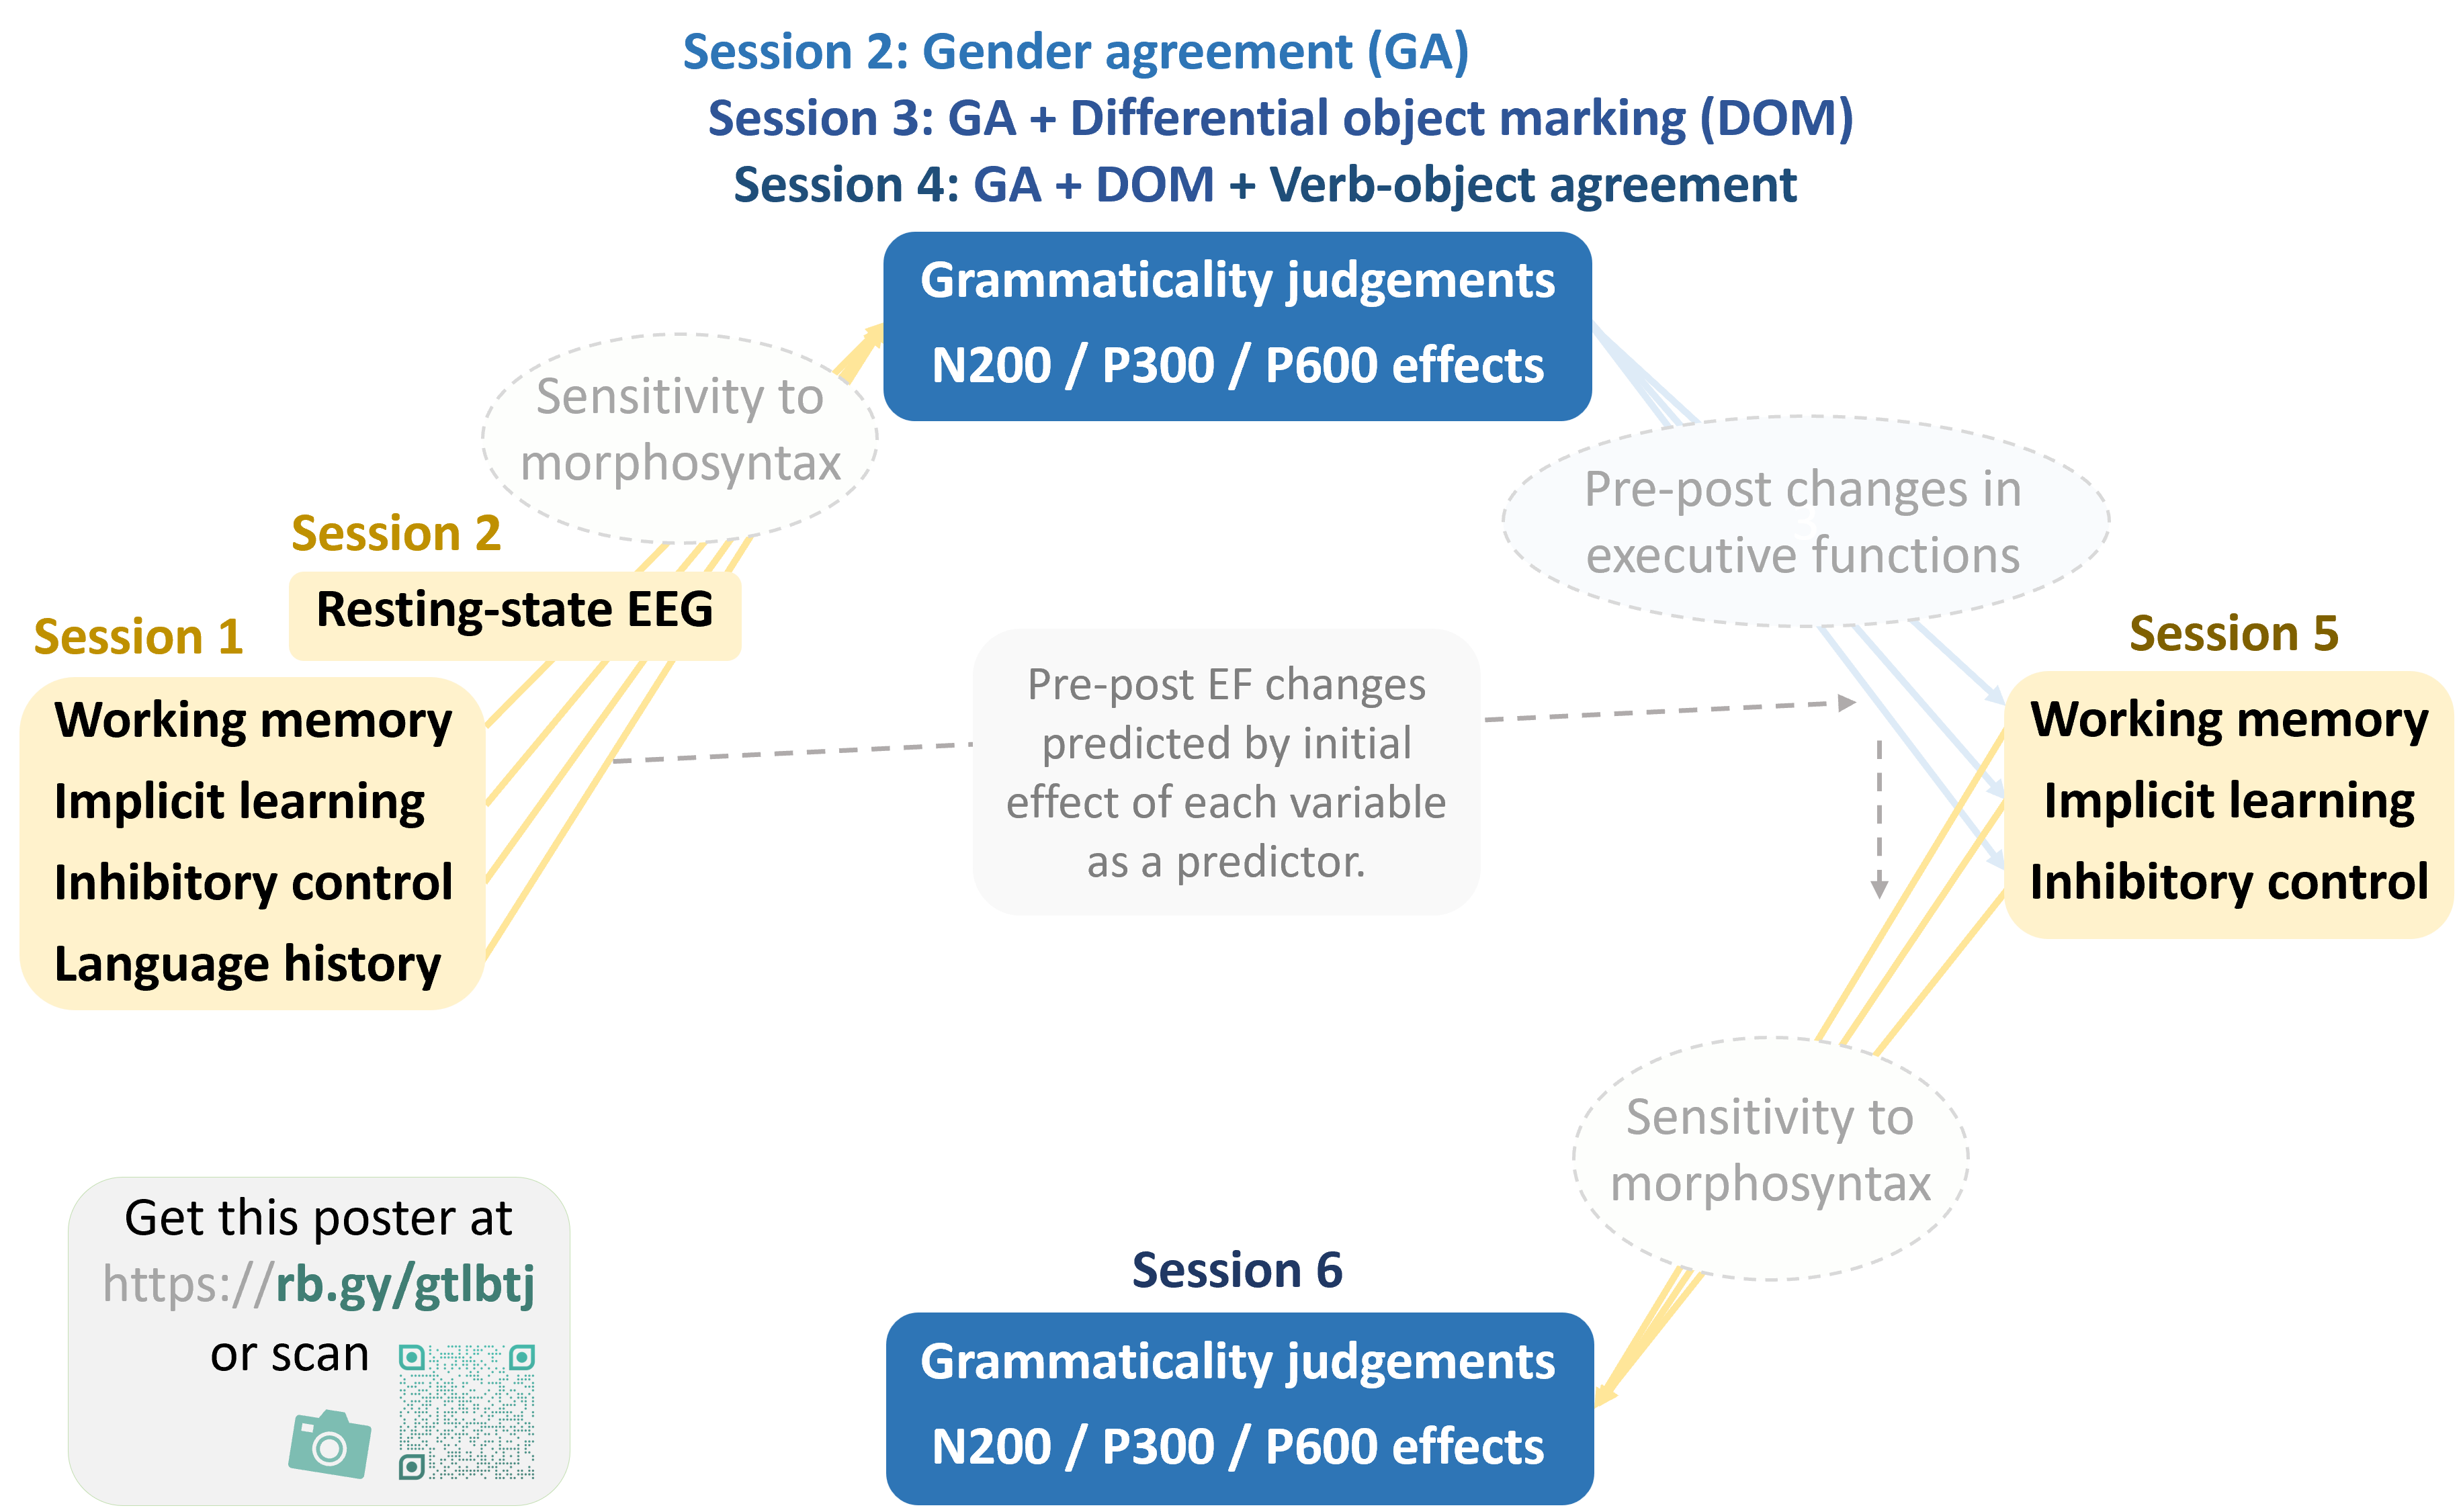 Session 2: Gender agreement (GA)
Session 3: GA + Differential object marking (DOM)
Session 4: GA + DOM + Verb-object agreement
Grammaticality judgements
N200 / P300 / P600 effects
Sensitivity to
morphosyntax
Session 2
Resting-state EEG
Session 1
Working memory
Implicit learning
Inhibitory control
Language history
Pre-post changes in
3
executive functions
Pre-post EF changes
predicted by initial
effect of each variable
as a predictor.
Session 5
Working memory
Implicit learning
Inhibitory control
Sensitivity to
morphosyntax
Session 6
Grammaticality judgements
N200 / P300 / P600 effects
Get this poster at
https://rb.gy/gtlbtj
or scan